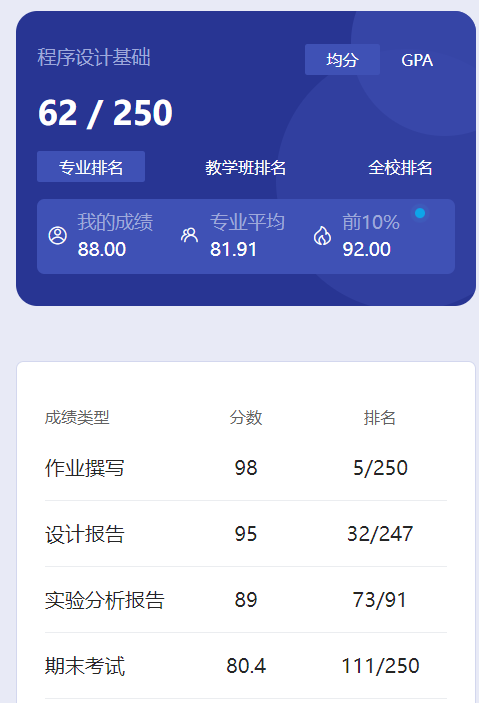 程序设计基础 均分 GPA
62 / 250
专业排名 教学班排名 全校排名
我的成绩 专业平均 前10%
88.00 81.91 92.00
成绩类型 分数 排名
作业撰写 98 5/250
设计报告 95 32/247
实验分析报告 89 73/91
期末考试 80.4 111/250